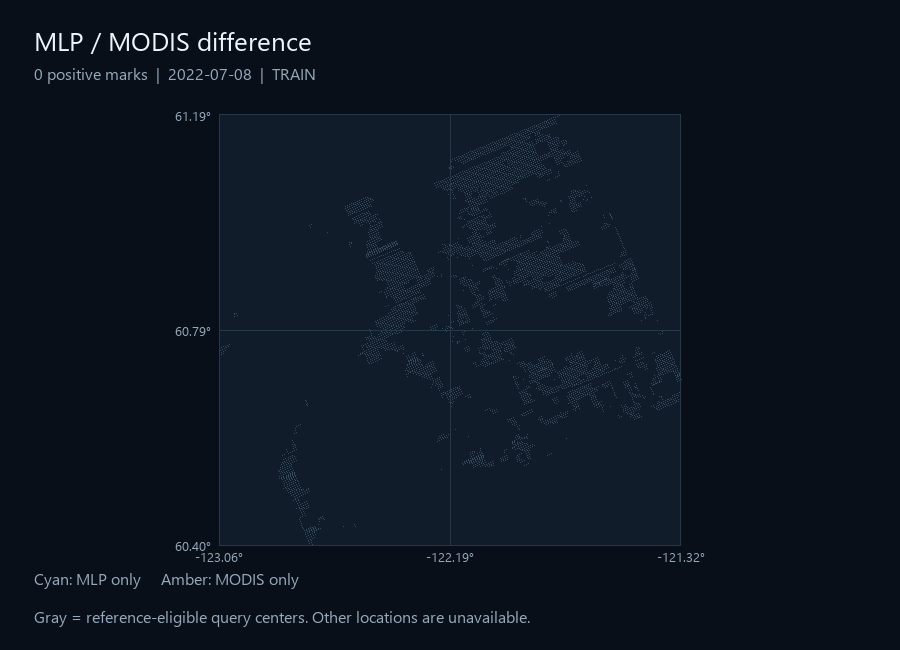 MLP / MODIS difference
0 positive marks | 2022-07-08 | TRAIN
61.19°
60.79°
60.40°
-123.06° -122.19° -121.32°
Cyan: MLP only Amber: MODIS only
Gray = reference-eligible query centers. Other locations are unavailable.